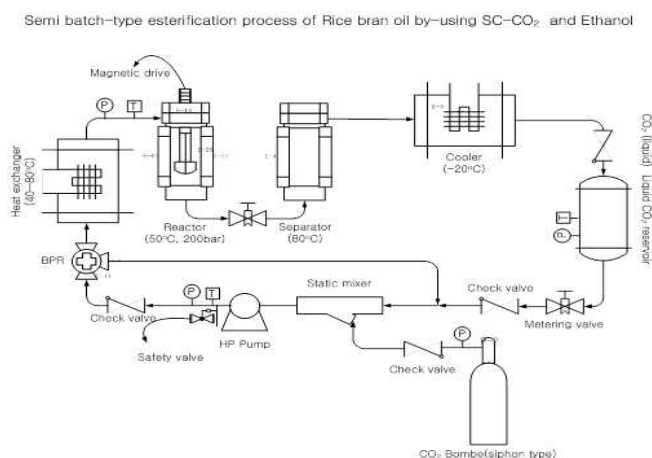 Semi batch-type esterification process of Rice bran oil by-using SC-CO₂ and Ethanol
Magnetic drive
P
T
Heat exchanger
(40-80°C)
Reactor
(50°C, 200bar)
Separator
(80°C)
Cooler
(-20°C)
CO₂ (liquid)
Liquid CO₂ reservoir
T
P
BPR
Check valve
P
T
Safety valve
HP Pump
Static mixer
Check valve
Metering valve
P
Check valve
CO₂ Bombe(siphon type)